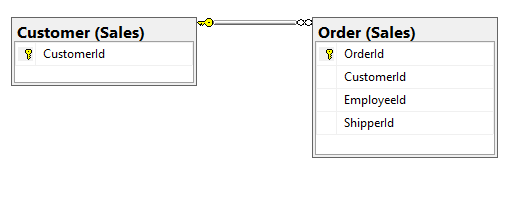 Customer (Sales)
CustomerId
Order (Sales)
OrderId
CustomerId
EmployeeId
ShipperId